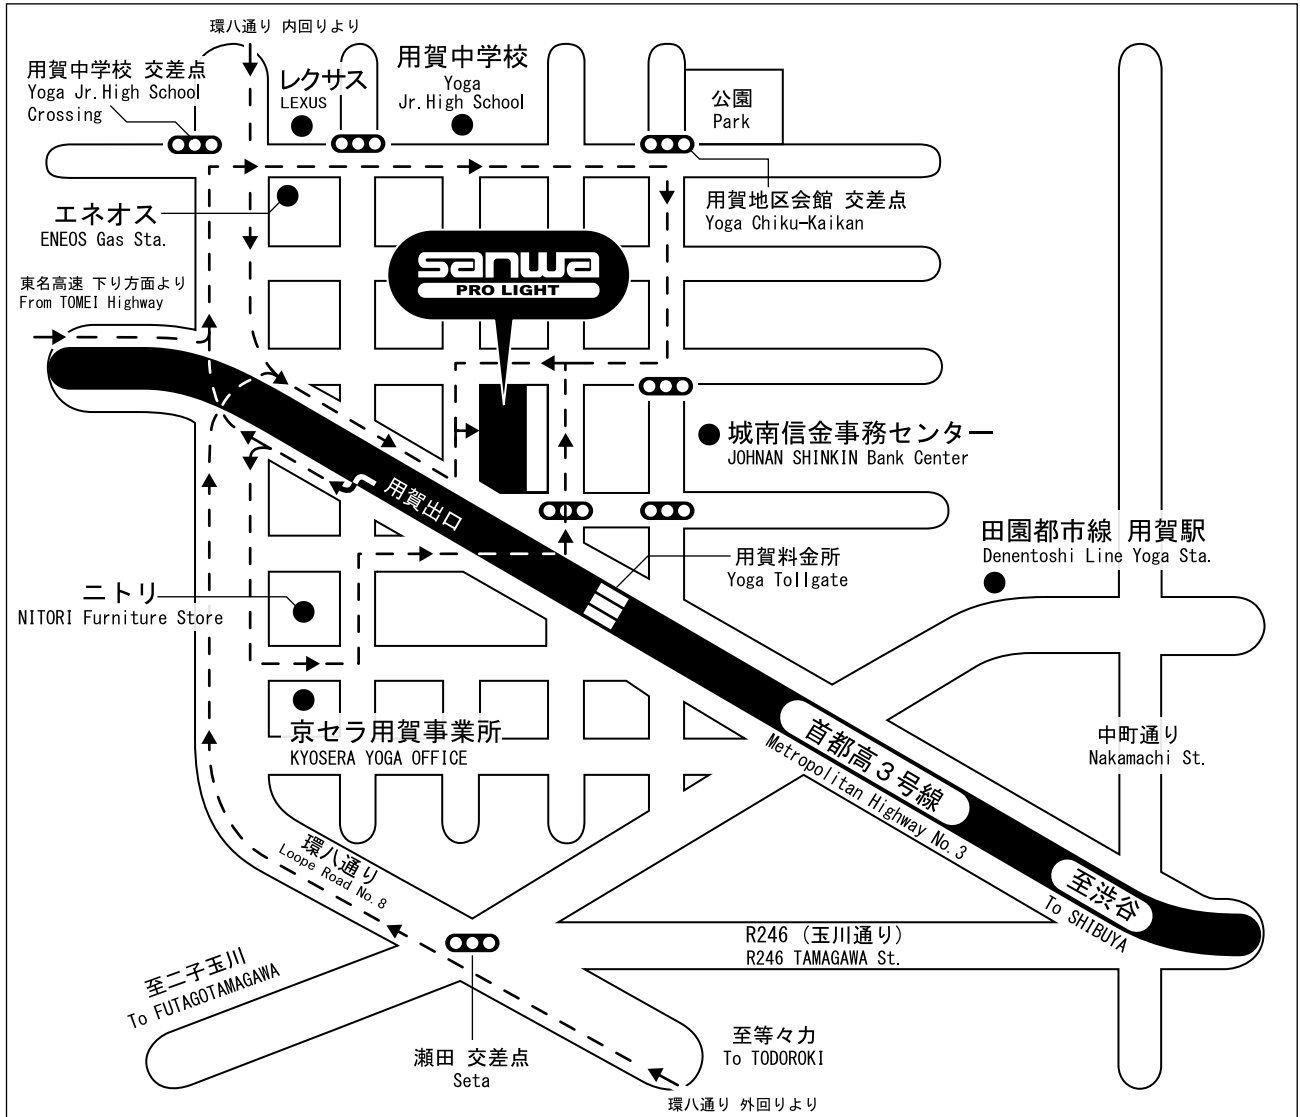 環八通り 内回りより
用賀中学校 交差点
Yoga Jr. High School
Crossing
レクサス
LEXUS
用賀中学校
Yoga
Jr. High School
公園
Park
エネオス
ENEOS Gas Sta.
用賀地区会館 交差点
Yoga Chiku-Kaikan
sanwa
PRO LIGHT
東名高速 下り方面より
From TOMEI Highway
城南信金事務センター
JOHNAN SHINKIN Bank Center
用賀出口
田園都市線 用賀駅
Denentoshi Line Yoga Sta.
用賀料金所
Yoga Tollgate
ニトリ
NITORI Furniture Store
京セラ用賀事業所
KYOSERA YOGA OFFICE
首都高3号線
Metropolitan Highway No. 3
中町通り
Nakamachi St.
環八通り
Loope Road No. 8
至渋谷
To SHIBUYA
R246 (玉川通り)
R246 TAMAGAWA St.
至二子玉川
To FUTAGOTAMAGAWA
瀬田 交差点
Seta
至等々力
To TODOROKI
環八通り 外回りより